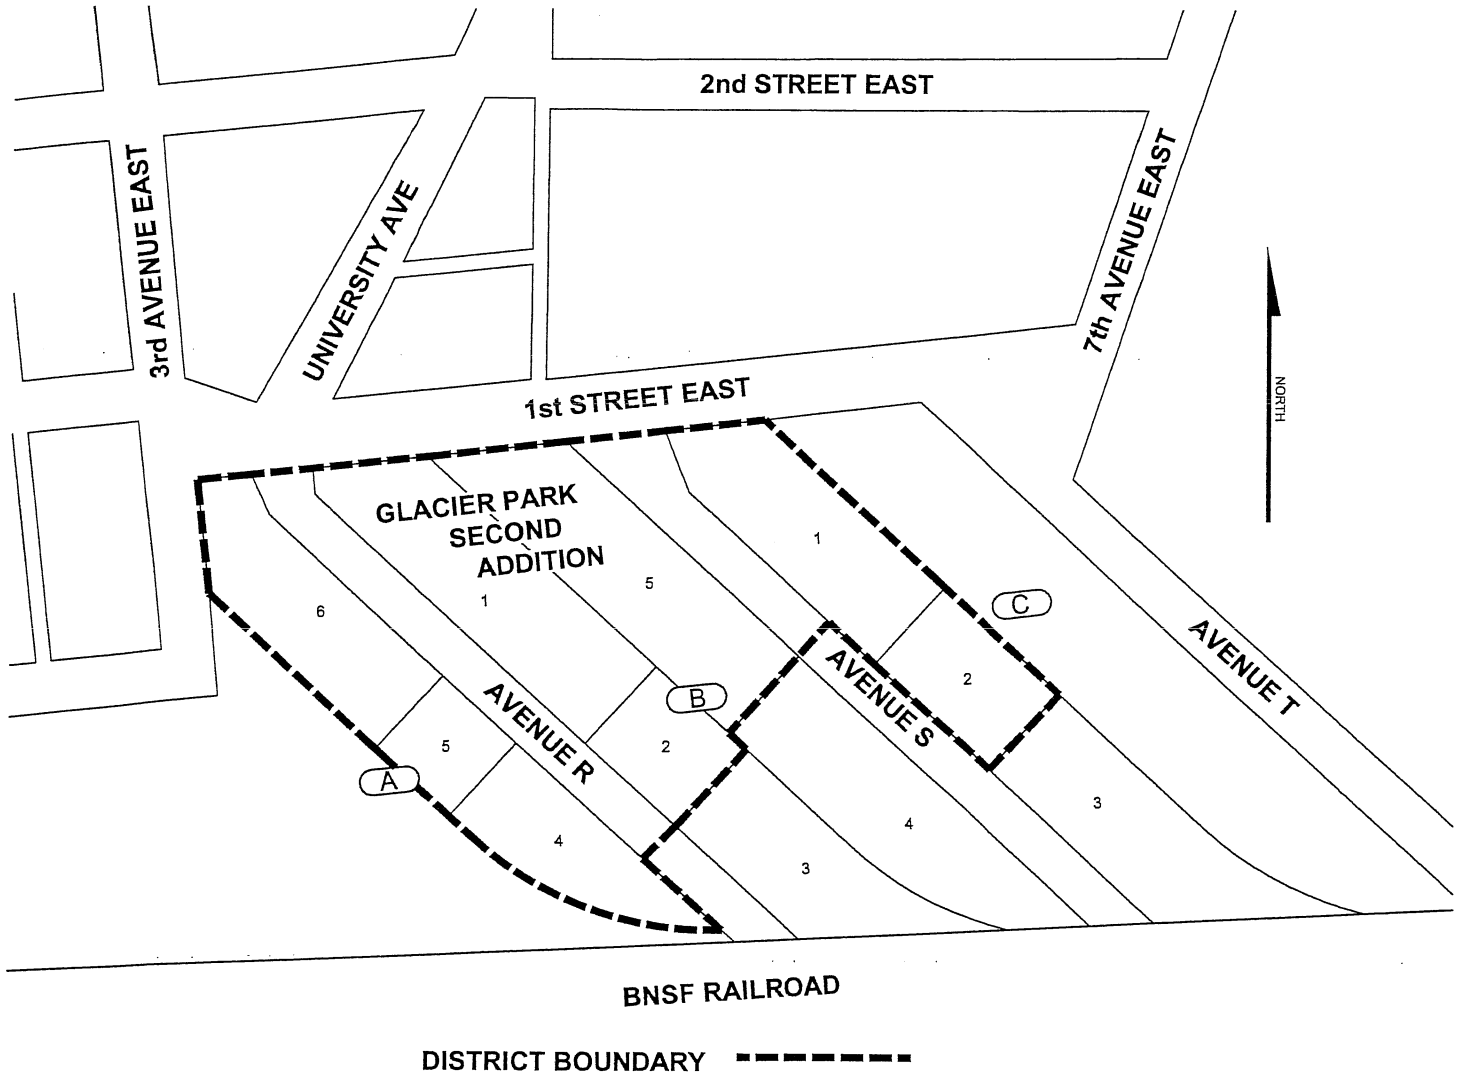 2nd STREET EAST
3rd AVENUE EAST
UNIVERSITY AVE
7th AVENUE EAST
NORTH
1st STREET EAST
GLACIER PARK
SECOND
ADDITION
1
5
C
6
1
AVENUE T
2
AVENUE S
B
AVENUE R
5
2
A
3
4
4
3
BNSF RAILROAD
DISTRICT BOUNDARY